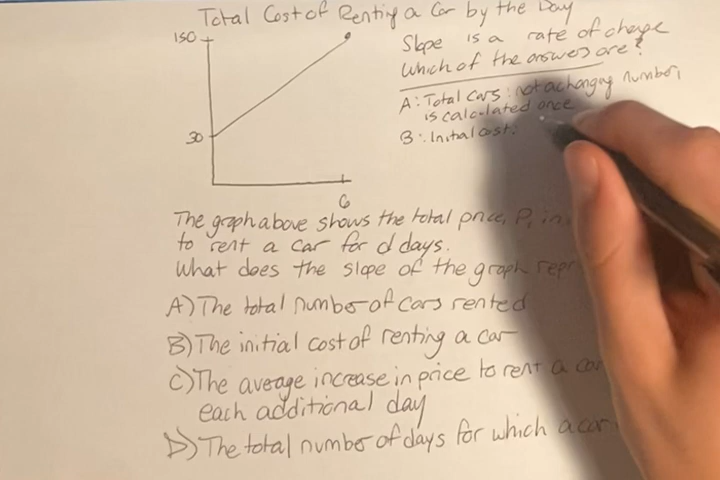 Total Cost of Renting a Car by the Day
150
30
6
Slope is a rate of change
Which of the answers are?
A: Total Cars: not a changing number,
is calculated once
B: Initial cost:
The graph above shows the total price, P, in
to rent a car for d days.
What does the slope of the graph
A) The total number of cars rented
B) The initial cost of renting a car
C) The average increase in price to rent a car
each additional day
D) The total number of days for which a car